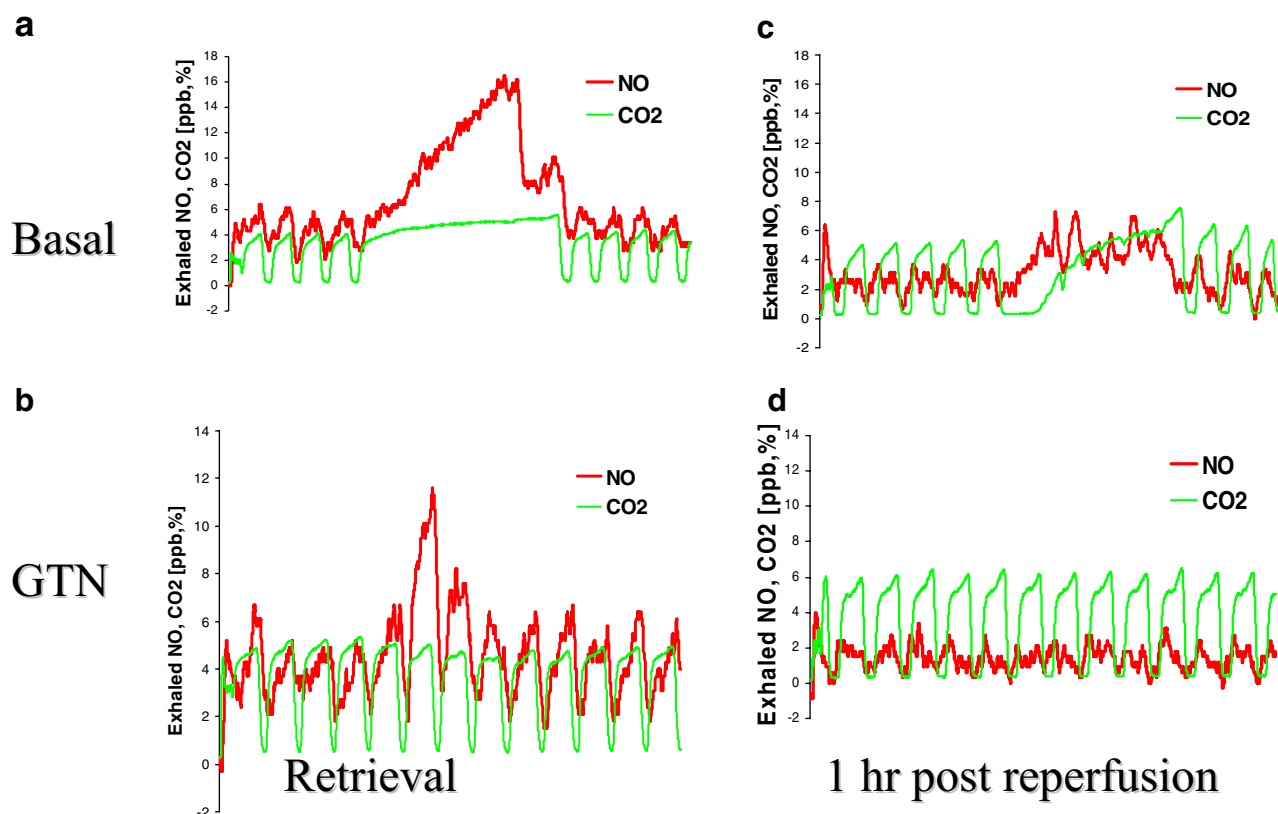 a
18
16
14
12
10
8
6
4
2
0
-2
Exhaled NO, CO2 [ppb,%]
NO
CO2
Basal
c
18
16
14
12
10
8
6
4
2
0
-2
Exhaled NO, CO2 [ppb,%]
NO
CO2
b
14
12
10
8
6
4
2
0
-2
Exhaled NO, CO2 [ppb,%]
NO
CO2
GTN
Retrieval
d
14
12
10
8
6
4
2
0
-2
Exhaled NO, CO2 [ppb,%]
NO
CO2
1 hr post reperfusion